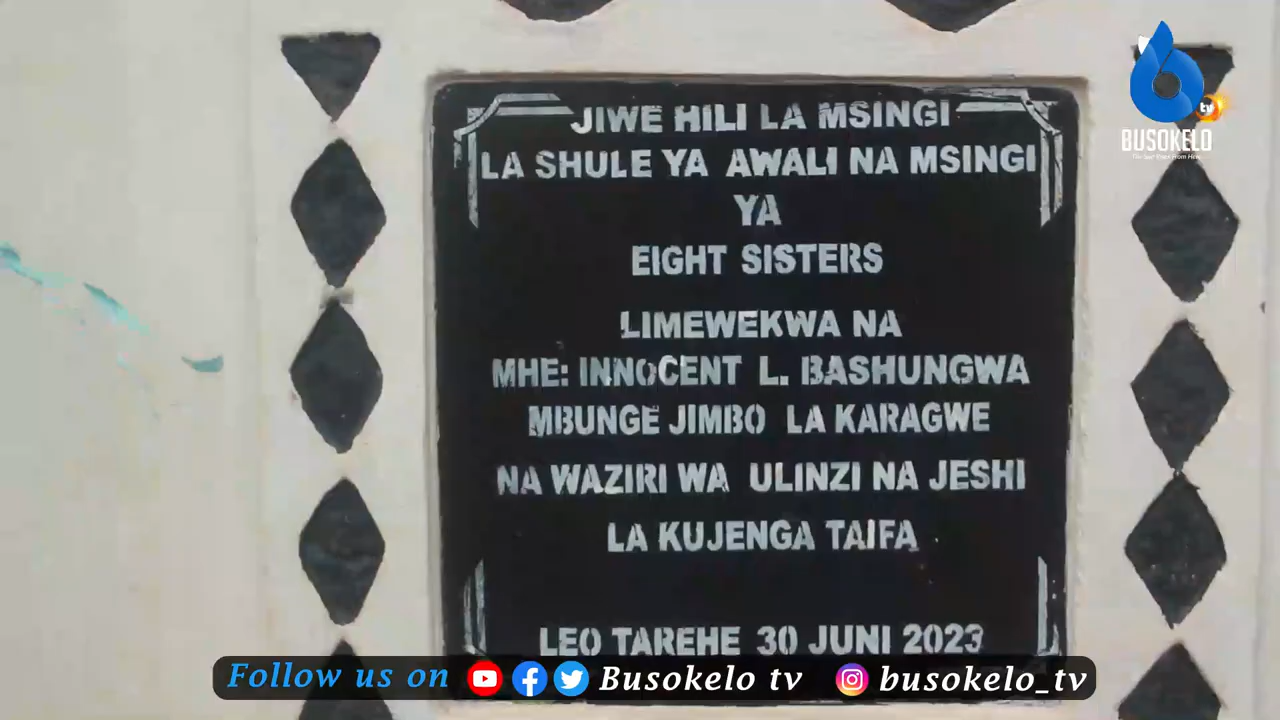 JIWE HILI LA MSINGI
LA SHULE YA AWALI NA MSINGI
YA
EIGHT SISTERS
LIMEWEKWA NA
MHE: INNOCENT L. BASHUNGWA
MBUNGE JIMBO LA KARAGWE
NA WAZIRI WA ULINZI NA JESHI
LA KUJENGA TAIFA
LEO TAREHE 30 JUNI 2023
tv
BUSOKELO
Follow us on Busokelo tv busokelo_tv